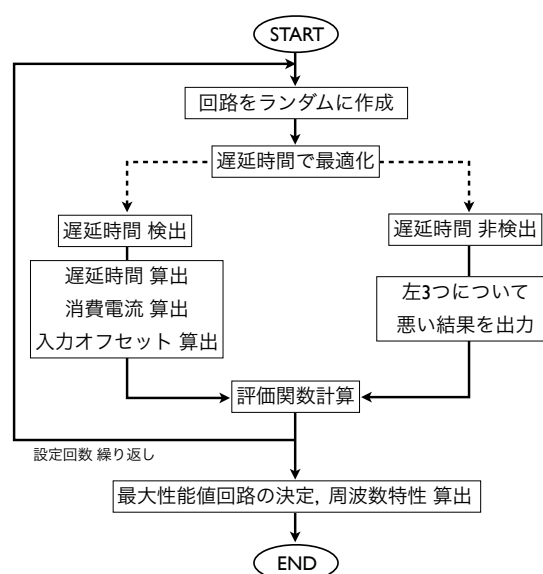 START
回路をランダムに作成
遅延時間で最適化
遅延時間 検出
遅延時間 非検出
遅延時間 算出
消費電流 算出
入力オフセット 算出
左3つについて
悪い結果を出力
評価関数計算
設定回数 繰り返し
最大性能値回路の決定, 周波数特性 算出
END